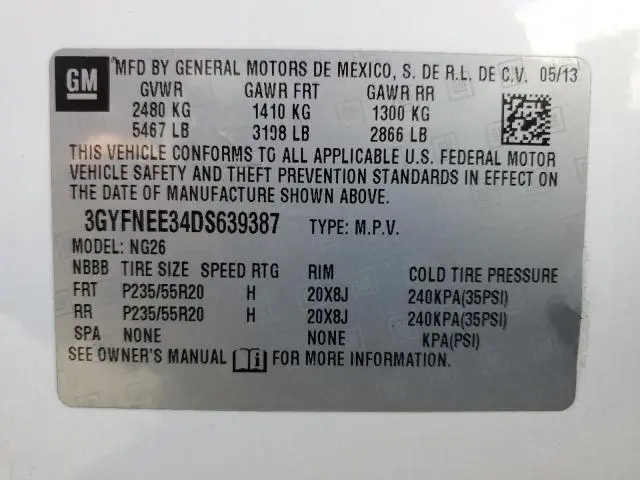 GM
MFD BY GENERAL MOTORS DE MEXICO, S. DE R.L. DE C.V. 05/13
GVWR GAWR FRT GAWR RR
2480 KG 1410 KG 1300 KG
5467 LB 3108 LB 2866 LB
THIS VEHICLE CONFORMS TO ALL APPLICABLE U.S. FEDERAL MOTOR
VEHICLE SAFETY AND THEFT PREVENTION STANDARDS IN EFFECT ON
THE DATE OF MANUFACTURE SHOWN ABOVE.
3GYFNEE34DS639387 TYPE: M.P.V.
MODEL: NG26
NBBB TIRE SIZE SPEED RTG RIM COLD TIRE PRESSURE
FRT P235/55R20 H 20X8J 240KPA(35PSI)
RR P235/55R20 H 20X8J 240KPA(35PSI)
SPA NONE NONE KPA(PSI)
SEE OWNER'S MANUAL FOR MORE INFORMATION.